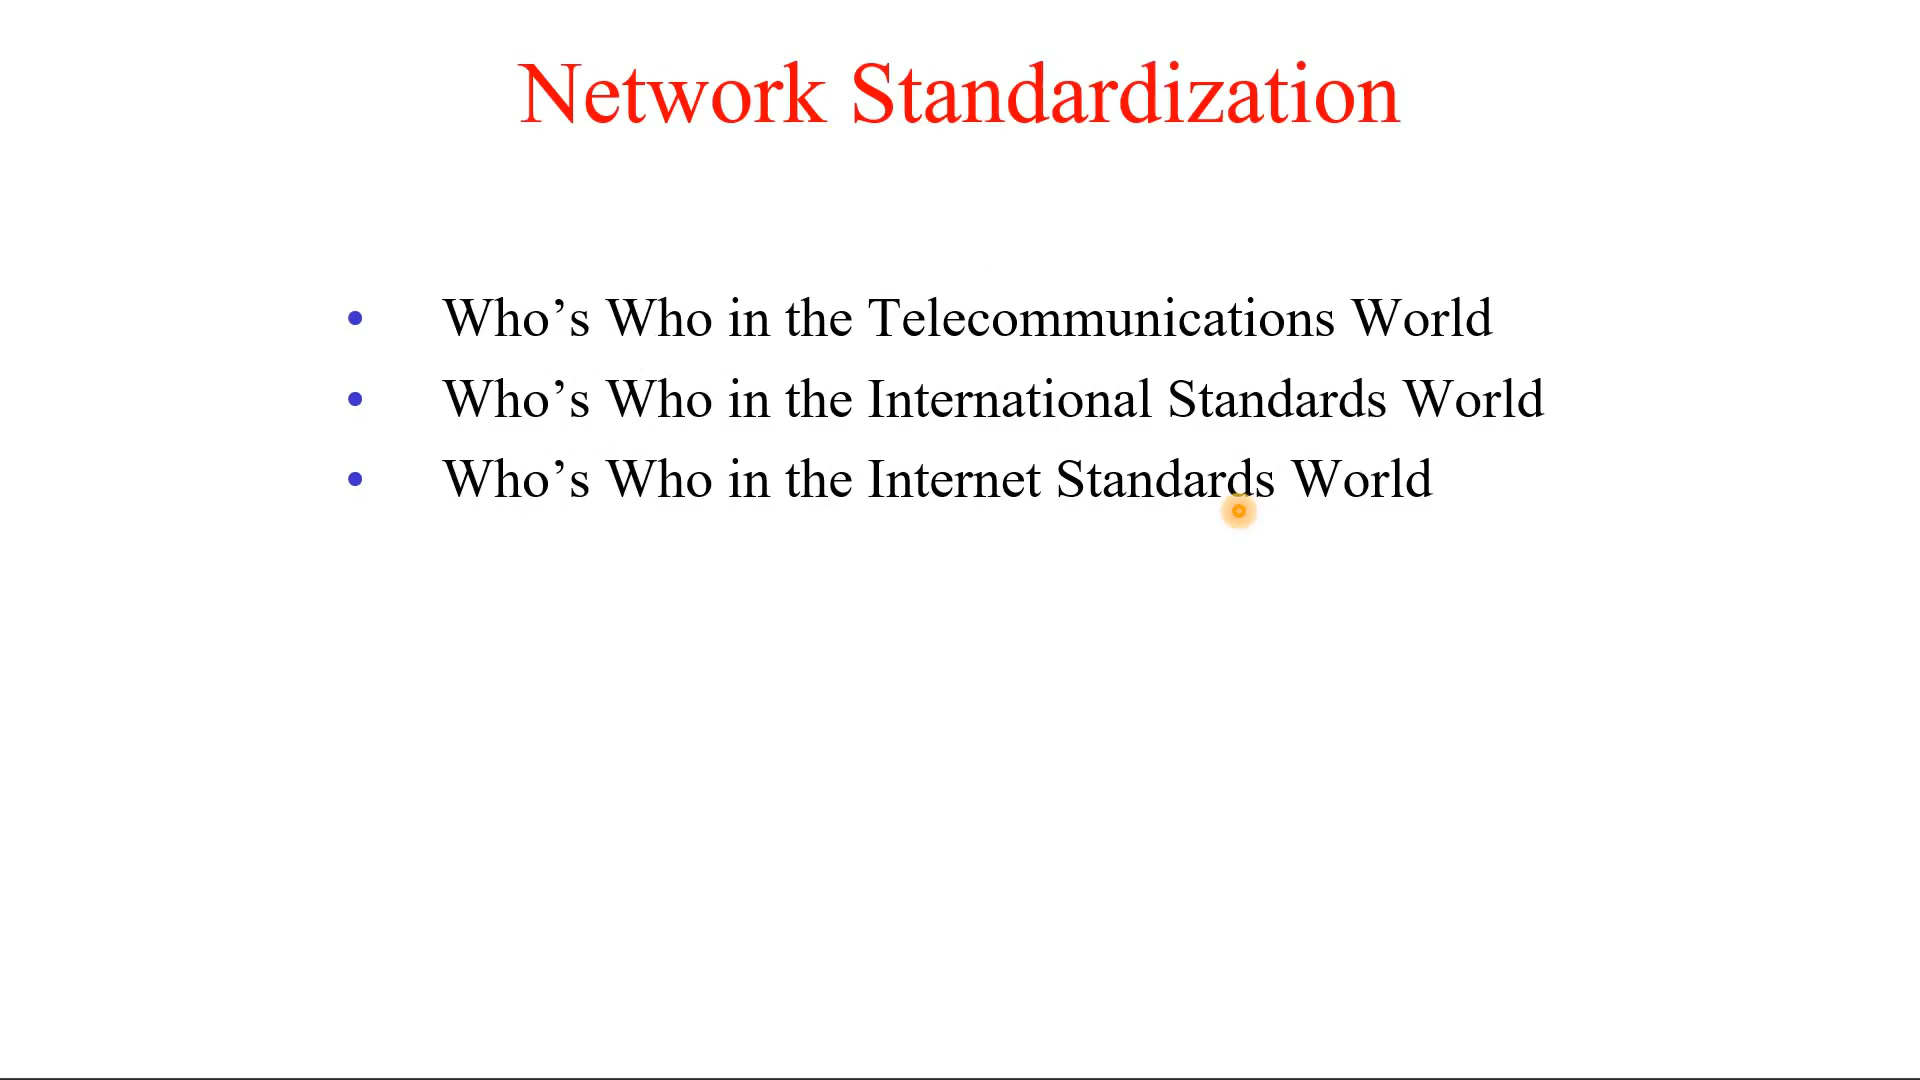 Network Standardization
• Who’s Who in the Telecommunications World
• Who’s Who in the International Standards World
• Who’s Who in the Internet Standards World